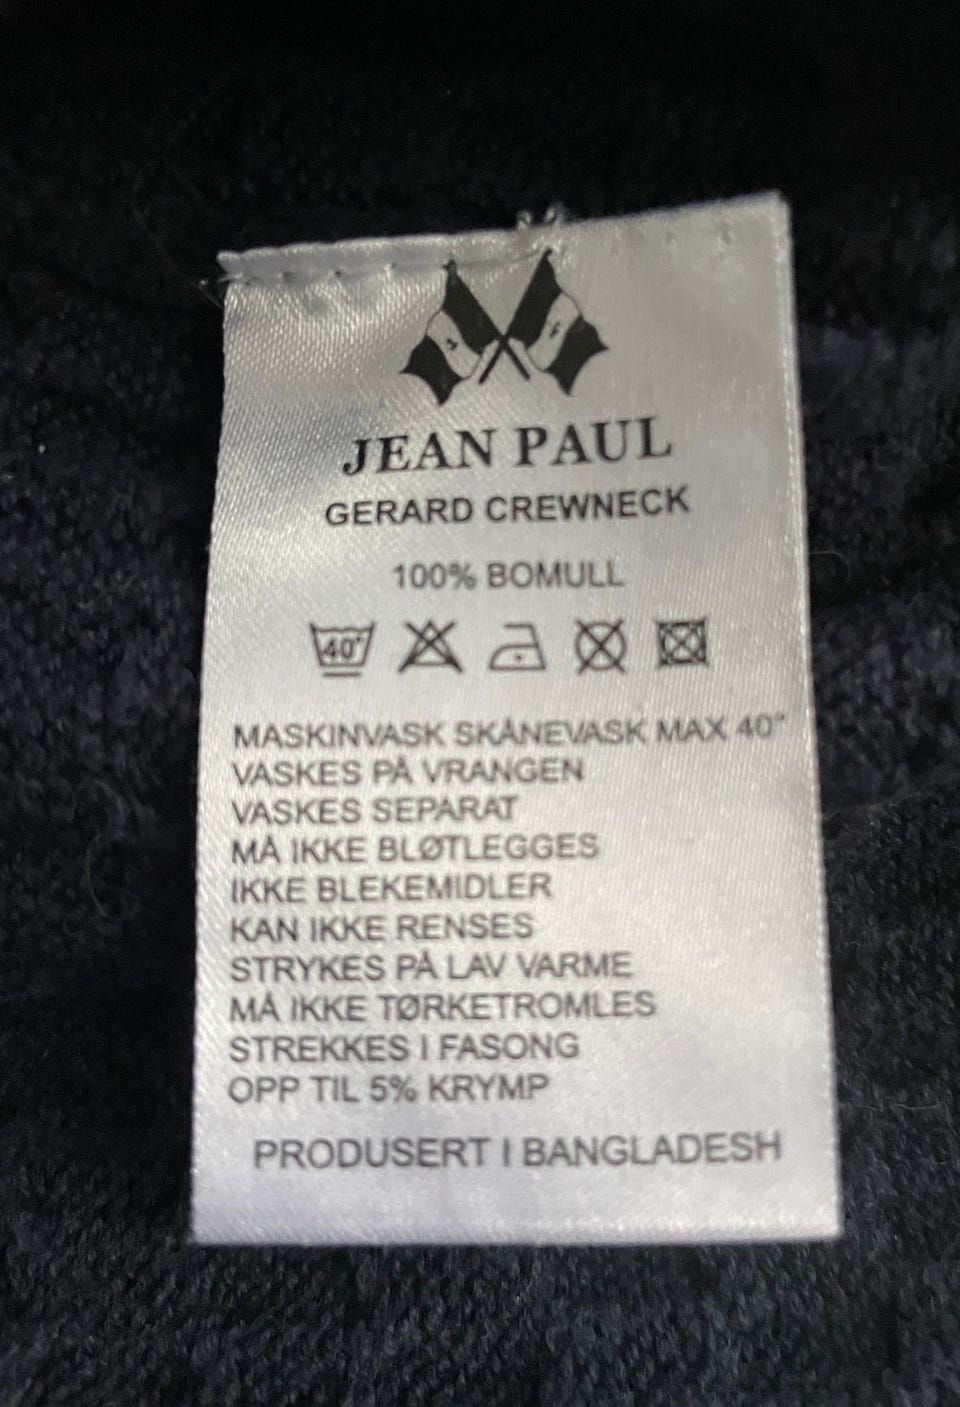 JEAN PAUL
GERARD CREWNECK
100% BOMULL
40°
MASKINVASK SKÅNEVASK MAX 40°
VASKES PÅ VRANGEN
VASKES SEPARAT
MÅ IKKE BLØTLEGGES
IKKE BLEKEMIDLER
KAN IKKE RENSES
STRYKES PÅ LAV VARME
MÅ IKKE TØRKETROMLES
STREKKES I FASONG
OPP TIL 5% KRYMP
PRODUSERT I BANGLADESH